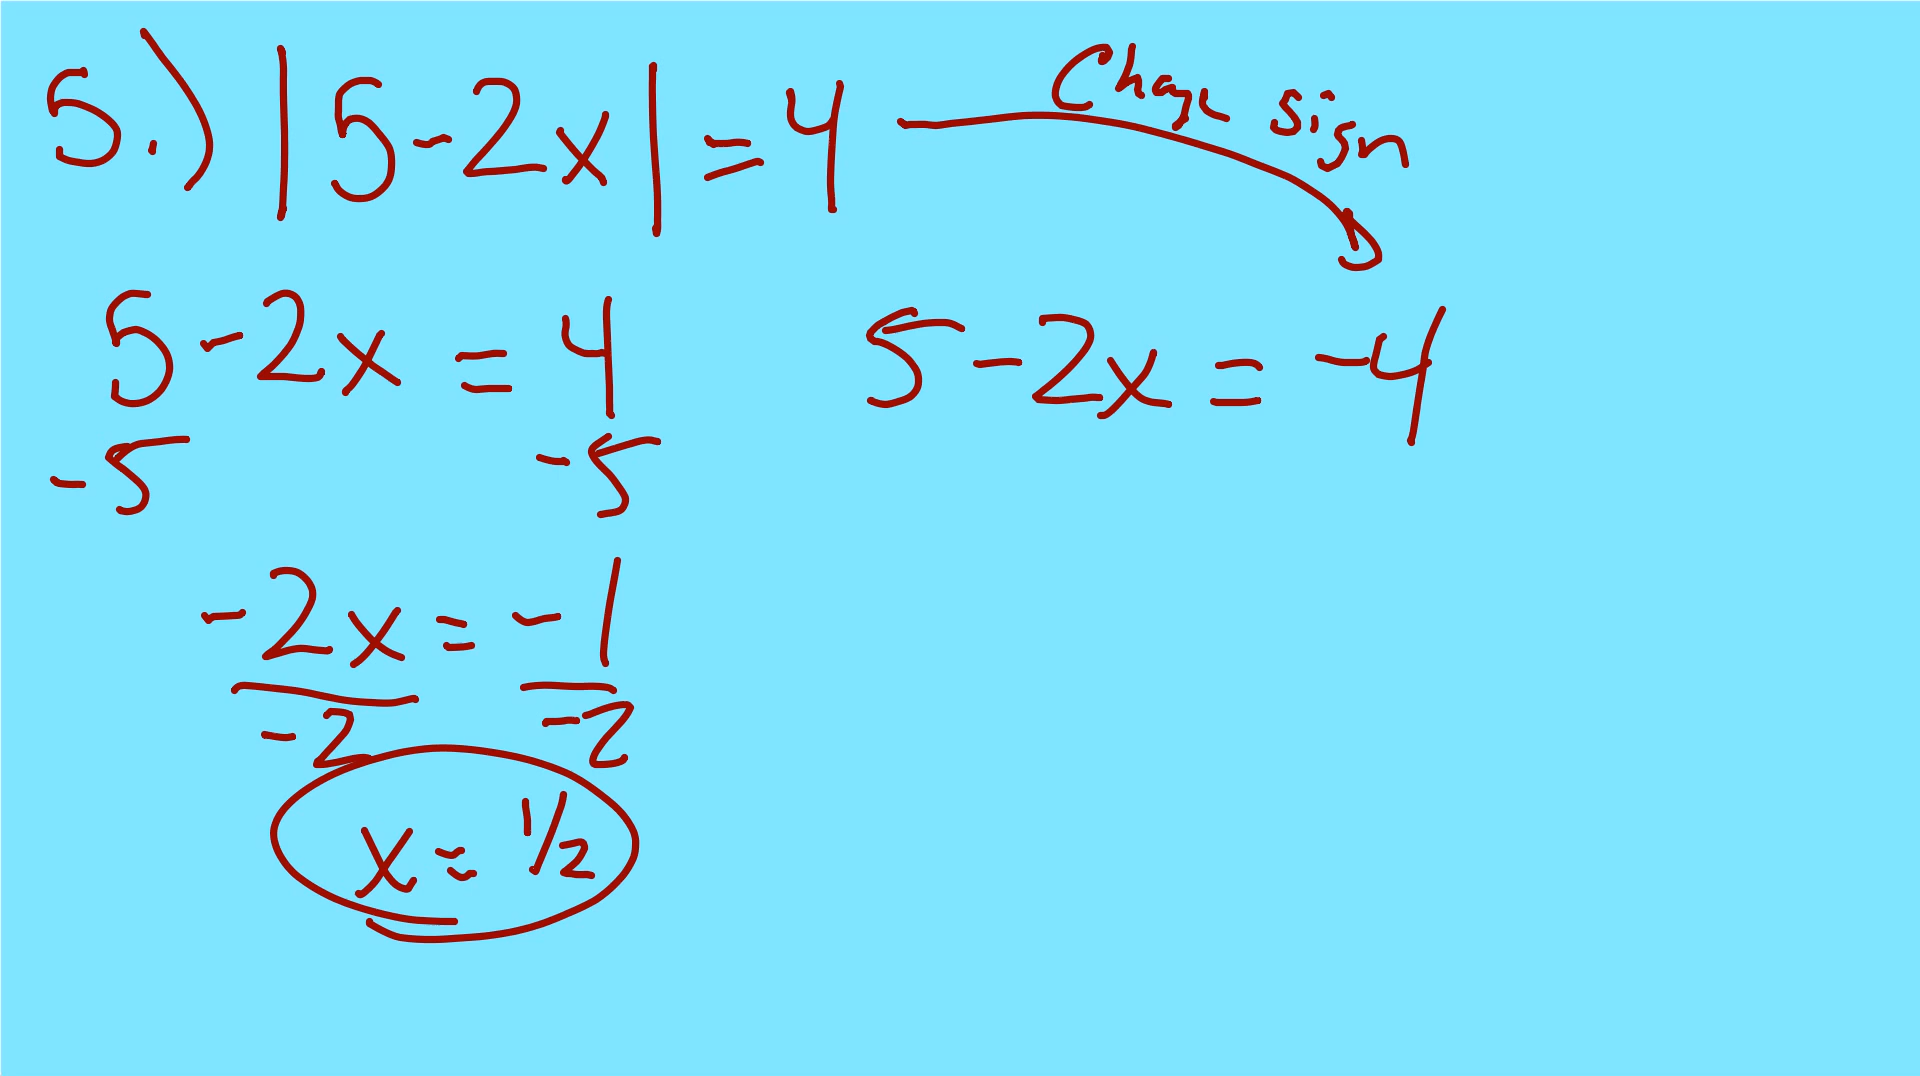 5.) |5-2x| = 4
Change sign
5-2x = 4
-5 -5
-2x = -1
-2 -2
x = 1/2
5-2x = -4